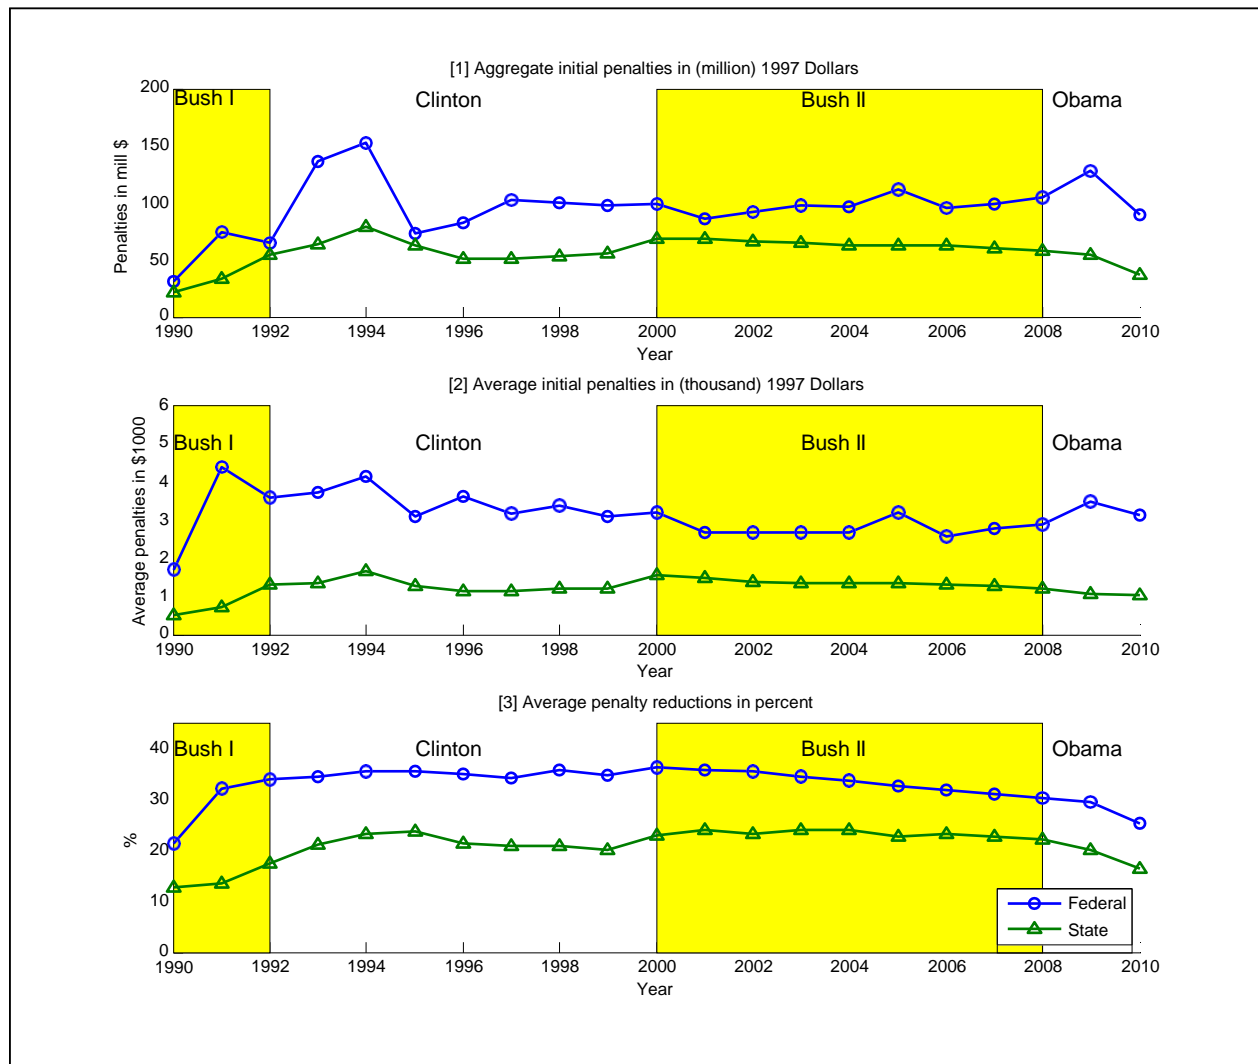 [1] Aggregate initial penalties in (million) 1997 Dollars
200
150
100
50
0
Penalties in mill $
Bush I
Clinton
Bush II
Obama
1990 1992 1994 1996 1998 2000 2002 2004 2006 2008 2010
Year
[2] Average initial penalties in (thousand) 1997 Dollars
6
5
4
3
2
1
0
Average penalties in $1000
Bush I
Clinton
Bush II
Obama
1990 1992 1994 1996 1998 2000 2002 2004 2006 2008 2010
Year
[3] Average penalty reductions in percent
40
30
20
10
0
%
Bush I
Clinton
Bush II
Obama
Federal
State
1990 1992 1994 1996 1998 2000 2002 2004 2006 2008 2010
Year